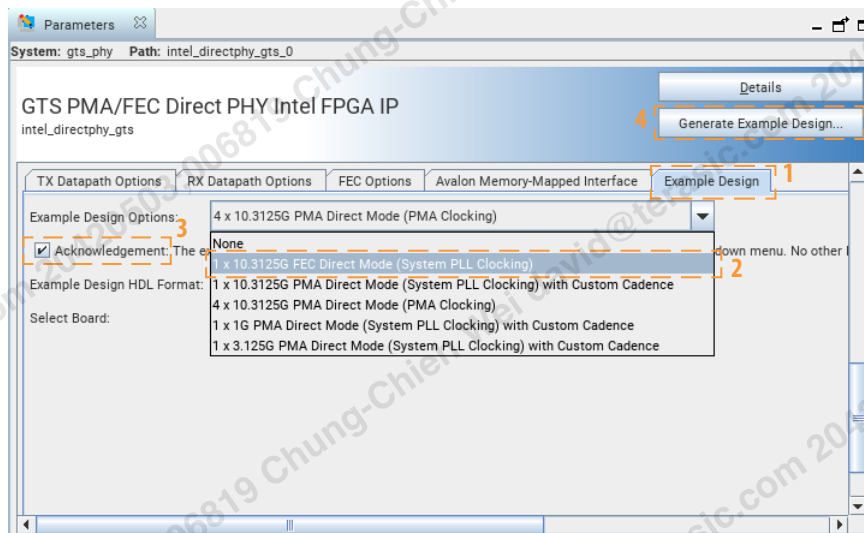 Parameters
System: gts_phy Path: intel_directphy_gts_0
Details
GTS PMA/FEC Direct PHY Intel FPGA IP
intel_directphy_gts
4 Generate Example Design...
TX Datapath Options RX Datapath Options FEC Options Avalon Memory-Mapped Interface Example Design 1
Example Design Options: 4 x 10.3125G PMA Direct Mode (PMA Clocking)
3
None
Acknowledgement: The down menu. No other
1 x 10.3125G FEC Direct Mode (System PLL Clocking) 2
Example Design HDL Format: 1 x 10.3125G PMA Direct Mode (System PLL Clocking) with Custom Cadence
4 x 10.3125G PMA Direct Mode (PMA Clocking)
Select Board:
1 x 1G PMA Direct Mode (System PLL Clocking) with Custom Cadence
1 x 3.125G PMA Direct Mode (System PLL Clocking) with Custom Cadence